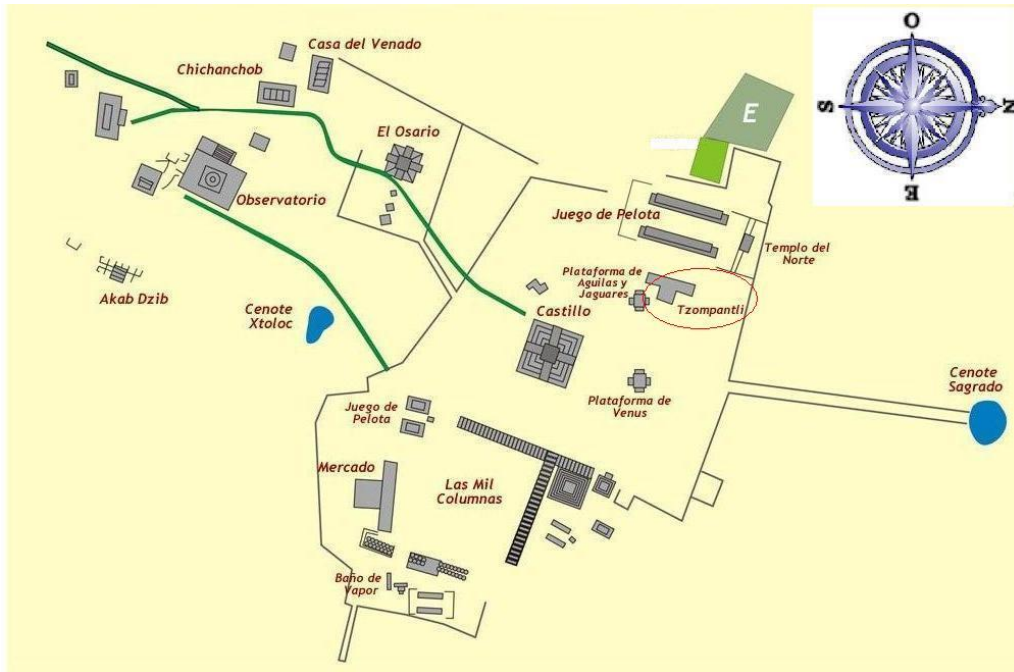 O
S
N
E
Casa del Venado
Chichanchob
E
El Osario
Observatorio
Juego de Pelota
Templo del
Norte
Plataforma de
Aguilas y
Jaguares
Tzompantli
Akab Dzib
Cenote
Xtoloc
Castillo
Cenote
Sagrado
Plataforma de
Venus
Juego de
Pelota
Mercado
Las Mil
Columnas
Baño de
Vapor